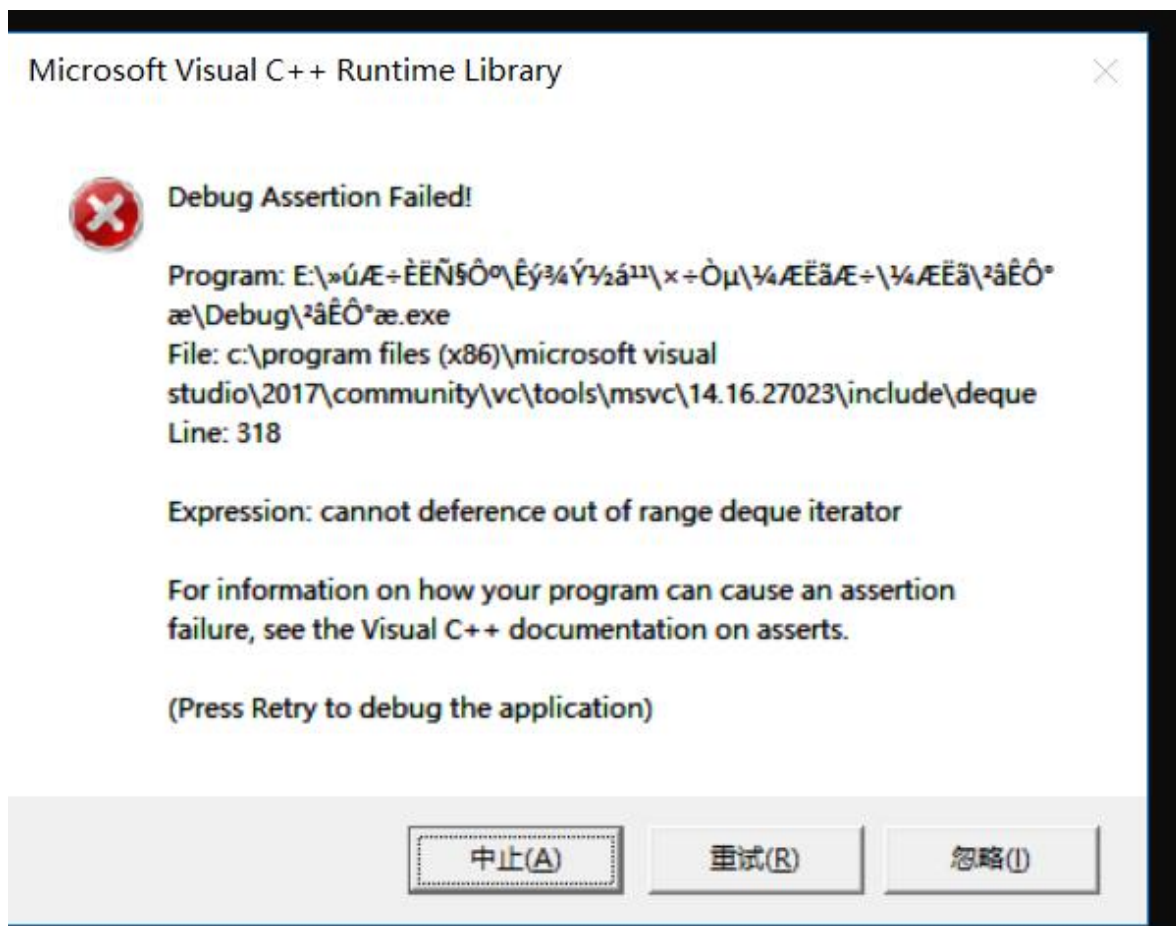 Microsoft Visual C++ Runtime Library
Debug Assertion Failed!
Program: E:\»úÆ÷ÈËÑ§Ôº\Êý¾Ý½á¹¹\×÷Òµ\¼ÆËãÆ÷\¼ÆËã\²âÊÔ°
æ\Debug\²âÊÔ°æ.exe
File: c:\program files (x86)\microsoft visual
studio\2017\community\vc\tools\msvc\14.16.27023\include\deque
Line: 318
Expression: cannot deference out of range deque iterator
For information on how your program can cause an assertion
failure, see the Visual C++ documentation on asserts.
(Press Retry to debug the application)
中止(A)
重试(R)
忽略(I)